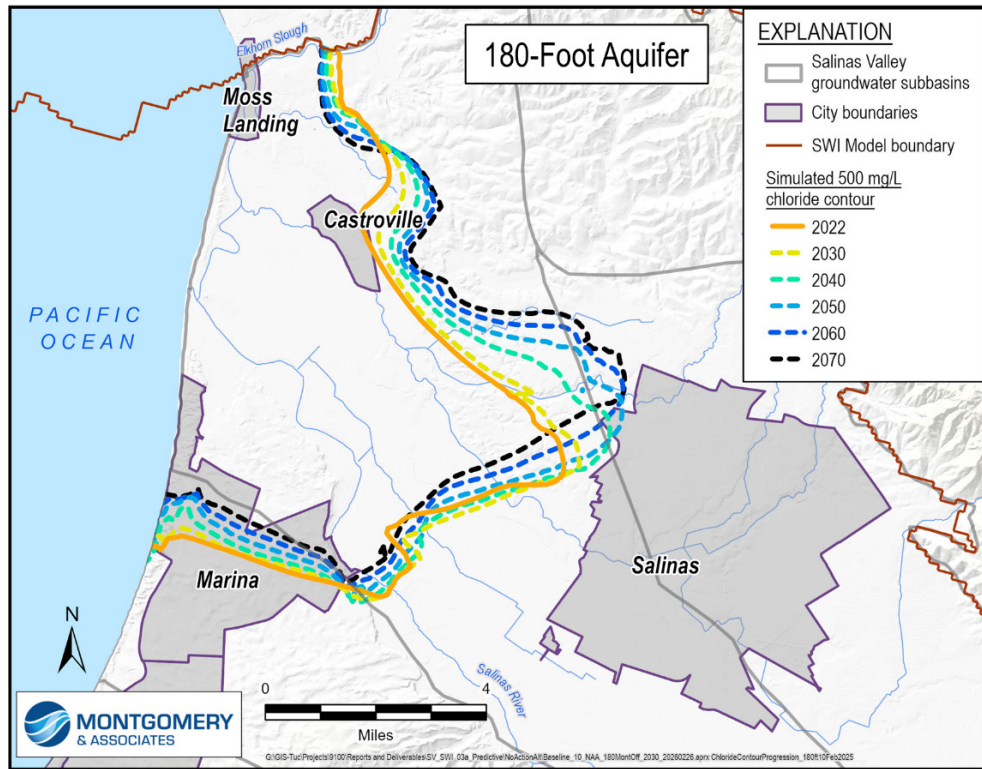 180-Foot Aquifer
Elkhorn Slough
Moss
Landing
Castroville
PACIFIC
OCEAN
Marina
Salinas
Salinas River
N
0
4
Miles
MONTGOMERY
& ASSOCIATES
EXPLANATION
Salinas Valley
groundwater subbasins
City boundaries
SWI Model boundary
Simulated 500 mg/L
chloride contour
2022
2030
2040
2050
2060
2070